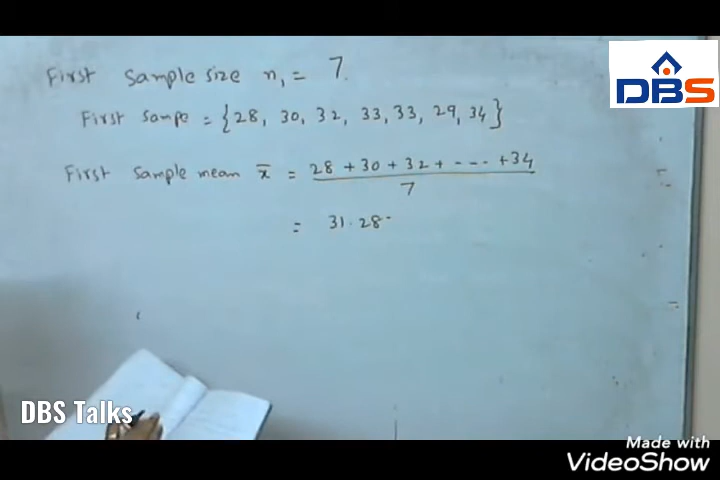 First Sample size n₁ = 7.
First Sampe = {28, 30, 32, 33, 33, 29, 34}
First Sample mean x̄ = 28 + 30 + 32 + --- + 34
7
= 31.28
DBS
DBS Talks
Made with
VideoShow